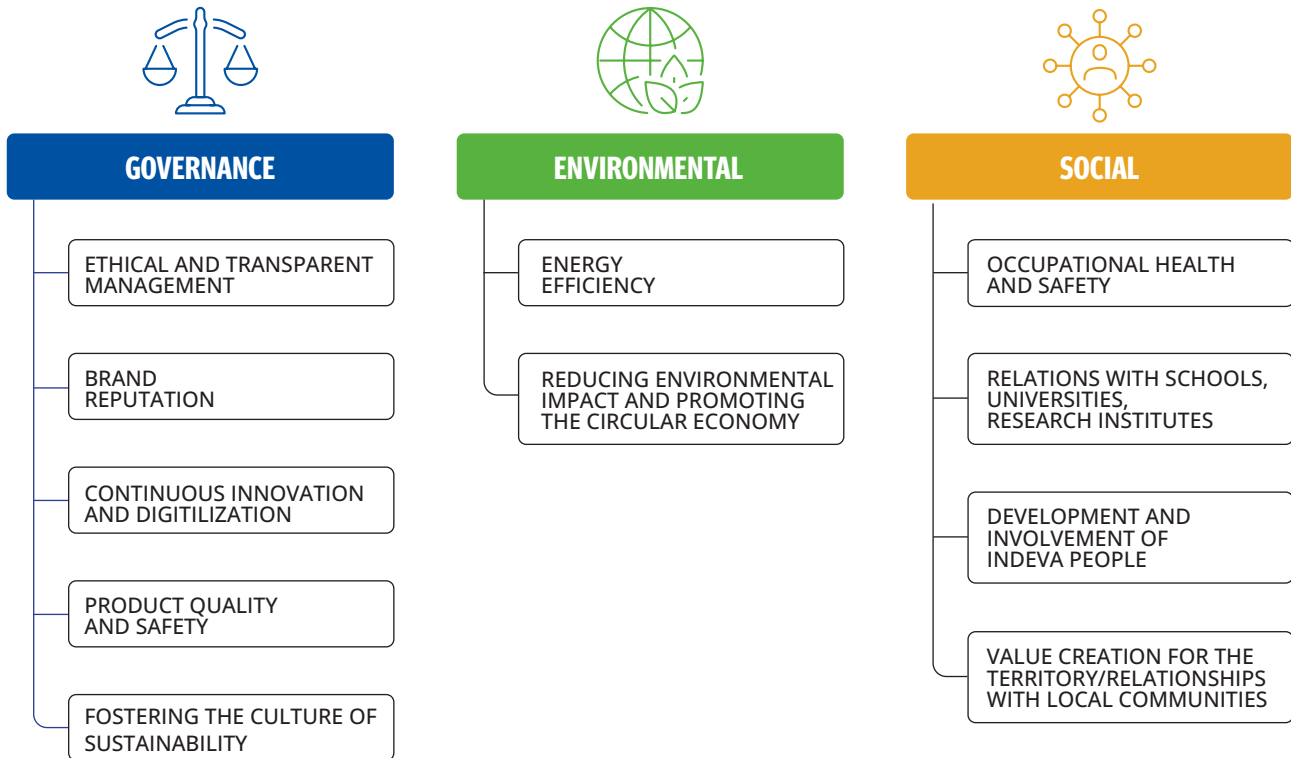 GOVERNANCE
ETHICAL AND TRANSPARENT
MANAGEMENT
BRAND
REPUTATION
CONTINUOUS INNOVATION
AND DIGITILIZATION
PRODUCT QUALITY
AND SAFETY
FOSTERING THE CULTURE OF
SUSTAINABILITY
ENVIRONMENTAL
ENERGY
EFFICIENCY
REDUCING ENVIRONMENTAL
IMPACT AND PROMOTING
THE CIRCULAR ECONOMY
SOCIAL
OCCUPATIONAL HEALTH
AND SAFETY
RELATIONS WITH SCHOOLS,
UNIVERSITIES,
RESEARCH INSTITUTES
DEVELOPMENT AND
INVOLVEMENT OF
INDEVA PEOPLE
VALUE CREATION FOR THE
TERRITORY/RELATIONSHIPS
WITH LOCAL COMMUNITIES